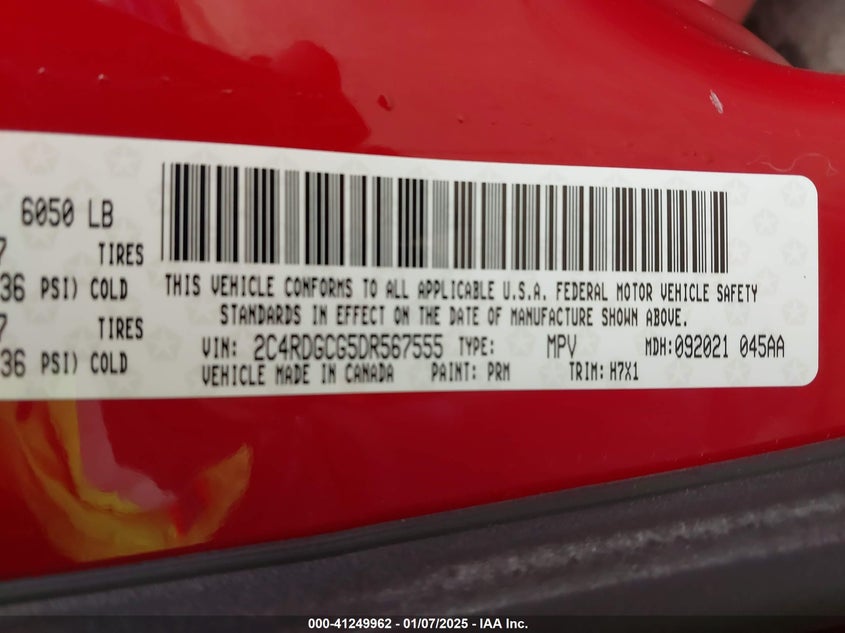 6050 LB
7 TIRES
36 PSI) COLD
7 TIRES
36 PSI) COLD
THIS VEHICLE CONFORMS TO ALL APPLICABLE U.S.A. FEDERAL MOTOR VEHICLE SAFETY
STANDARDS IN EFFECT ON THE DATE OF MANUFACTURE SHOWN ABOVE.
VIN: 2C4RDGCG5DR567555 TYPE: MPV MDH:092021 045AA
VEHICLE MADE IN CANADA PAINT: PRM TRIM: H7X1
000-41249962 - 01/07/2025 - IAA Inc.